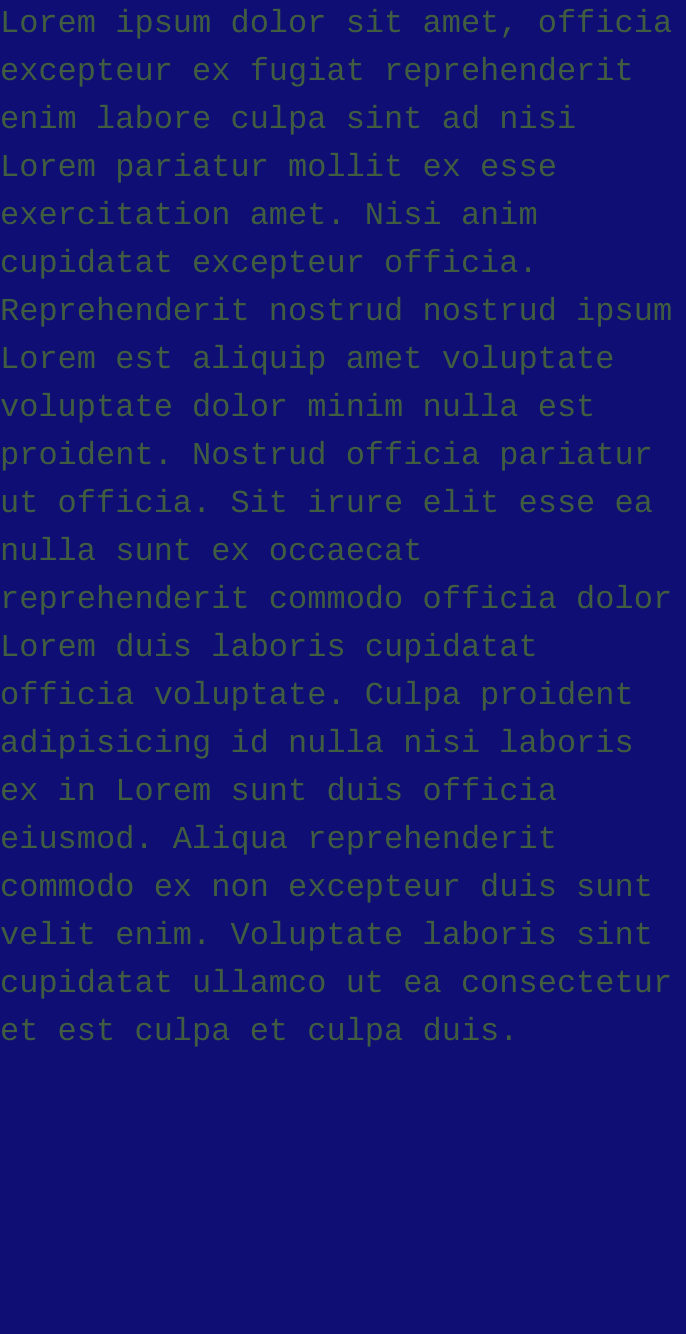 Lorem ipsum dolor sit amet, officia
excepteur ex fugiat reprehenderit
enim labore culpa sint ad nisi
Lorem pariatur mollit ex esse
exercitation amet. Nisi anim
cupidatat excepteur officia.
Reprehenderit nostrud nostrud ipsum
Lorem est aliquip amet voluptate
voluptate dolor minim nulla est
proident. Nostrud officia pariatur
ut officia. Sit irure elit esse ea
nulla sunt ex occaecat
reprehenderit commodo officia dolor
Lorem duis laboris cupidatat
officia voluptate. Culpa proident
adipisicing id nulla nisi laboris
ex in Lorem sunt duis officia
eiusmod. Aliqua reprehenderit
commodo ex non excepteur duis sunt
velit enim. Voluptate laboris sint
cupidatat ullamco ut ea consectetur
et est culpa et culpa duis.